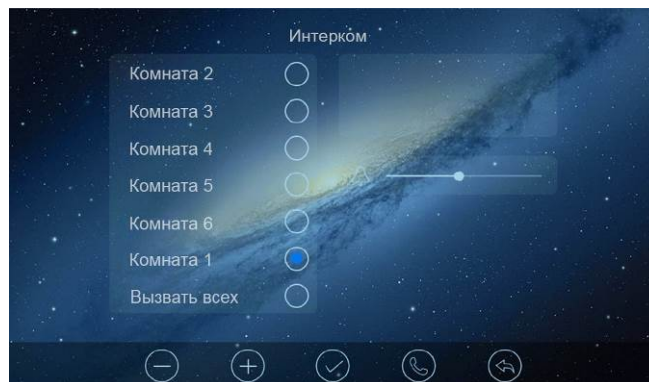 Интерком
Комната 2
Комната 3
Комната 4
Комната 5
Комната 6
Комната 1
Вызвать всех